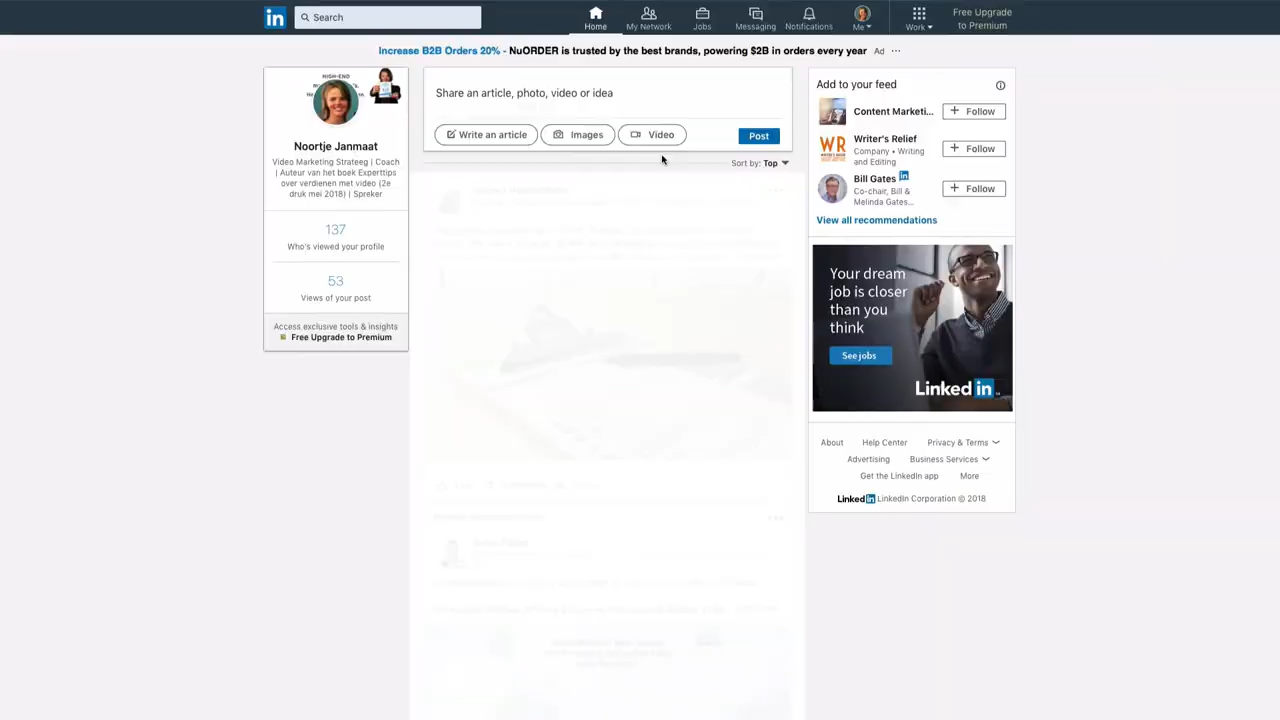 in
Search
Home
My Network
Jobs
Messaging
Notifications
Me
Work
Free Upgrade
to Premium
Increase B2B Orders 20% - NuORDER is trusted by the best brands, powering $2B in orders every year Ad ...
HIGH-END
Noortje Janmaat
Video Marketing Strateeg | Coach
| Auteur van het boek Experttips
over verdienen met video (2e
druk mei 2018) | Spreker
137
Who's viewed your profile
53
Views of your post
Access exclusive tools & insights
Free Upgrade to Premium
Share an article, photo, video or idea
Write an article
Images
Video
Post
Sort by: Top
Add to your feed
Content Marketi...
+ Follow
WR
Writer's Relief
Company • Writing
and Editing
+ Follow
Bill Gates in
Co-chair, Bill &
Melinda Gates...
+ Follow
View all recommendations
Your dream
job is closer
than you
think
See jobs
Linkedin
About Help Center Privacy & Terms
Advertising Business Services
Get the LinkedIn app More
Linkedin LinkedIn Corporation © 2018